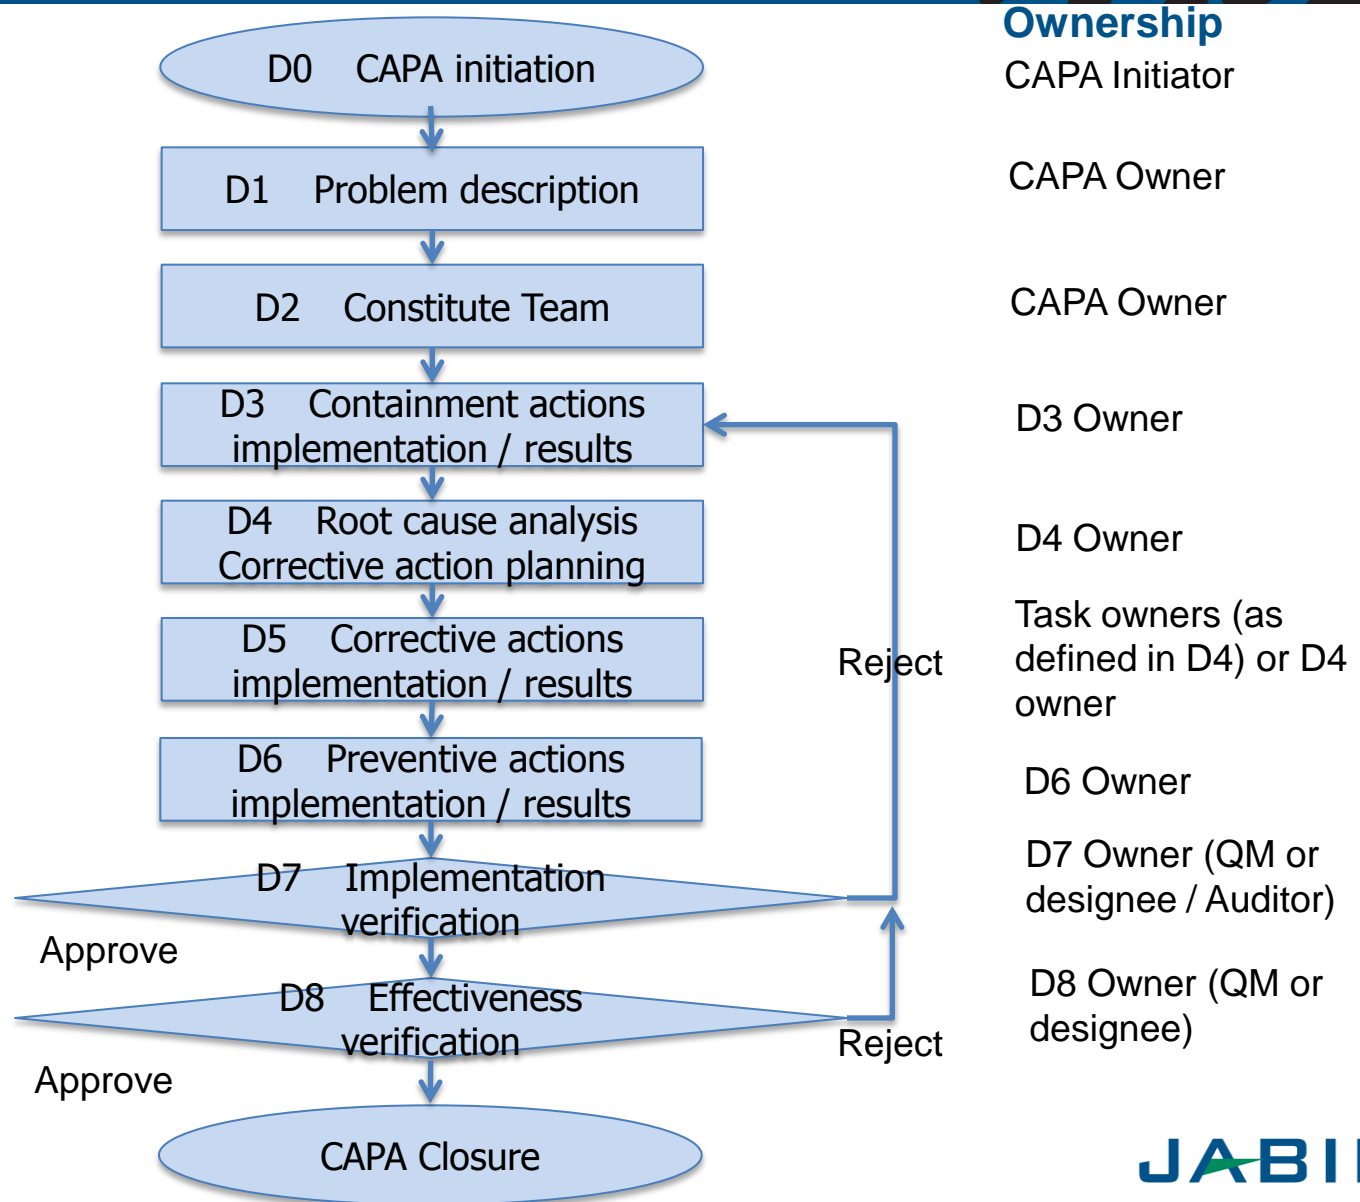 Ownership
D0 CAPA initiation
CAPA Initiator
D1 Problem description
CAPA Owner
D2 Constitute Team
CAPA Owner
D3 Containment actions
implementation / results
D3 Owner
D4 Root cause analysis
Corrective action planning
D4 Owner
D5 Corrective actions
implementation / results
Reject
Task owners (as
defined in D4) or D4
owner
D6 Preventive actions
implementation / results
D6 Owner
D7 Implementation
verification
Approve
D7 Owner (QM or
designee / Auditor)
D8 Effectiveness
verification
Reject
Approve
D8 Owner (QM or
designee)
CAPA Closure
JABI